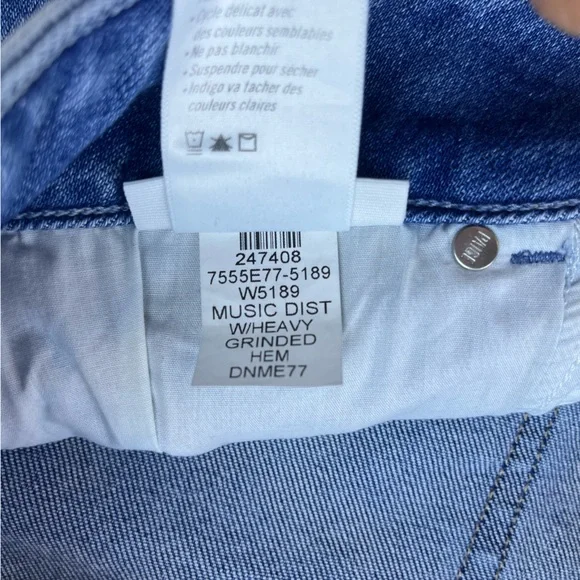 • Cycle délicat avec
des couleurs semblables
• Ne pas blanchir
• Suspendre pour sécher
• Indigo va tacher des
couleurs claires
247408
7555E77-5189
W5189
MUSIC DIST
W/HEAVY
GRINDED
HEM
DNME77
PAIGE